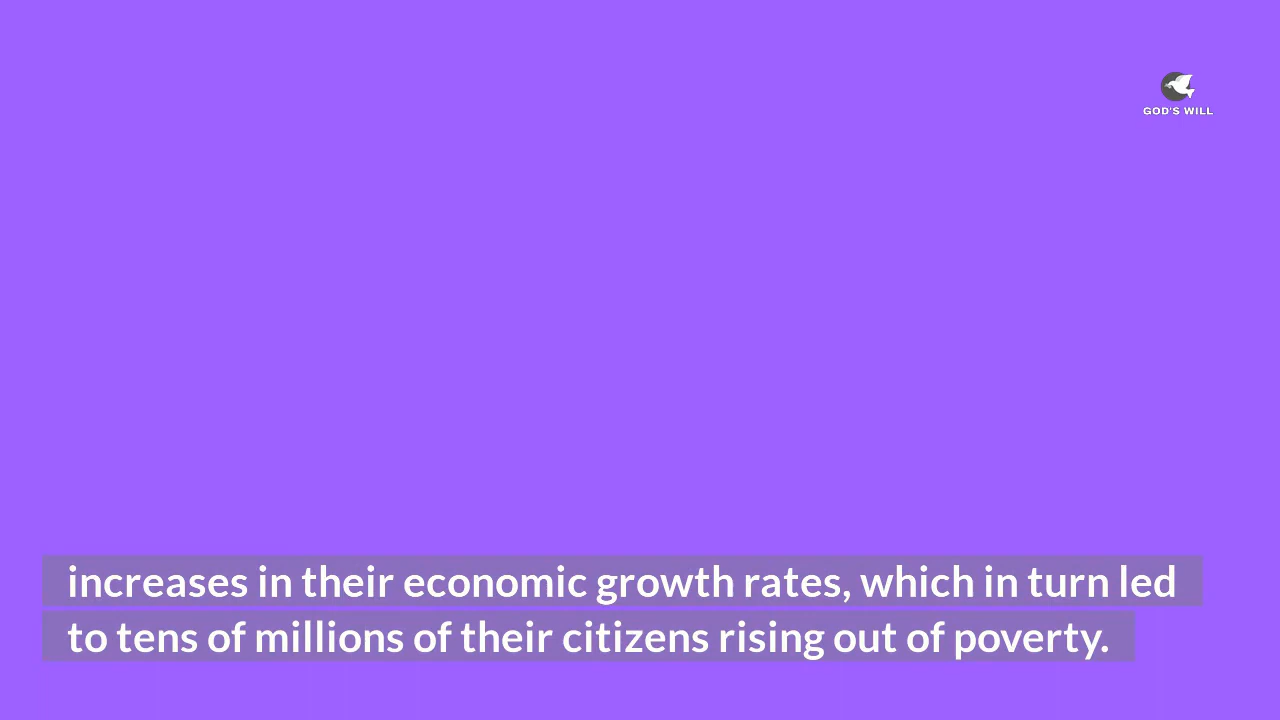 GOD'S WILL
increases in their economic growth rates, which in turn led
to tens of millions of their citizens rising out of poverty.